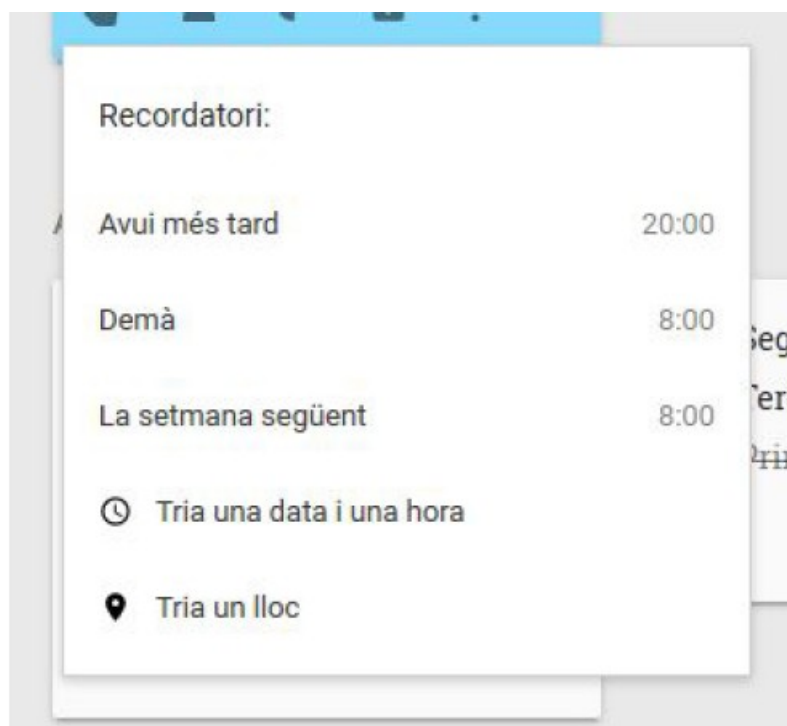 Recordatori:
Avui més tard 20:00
Demà 8:00
La setmana següent 8:00
Tria una data i una hora
Tria un lloc